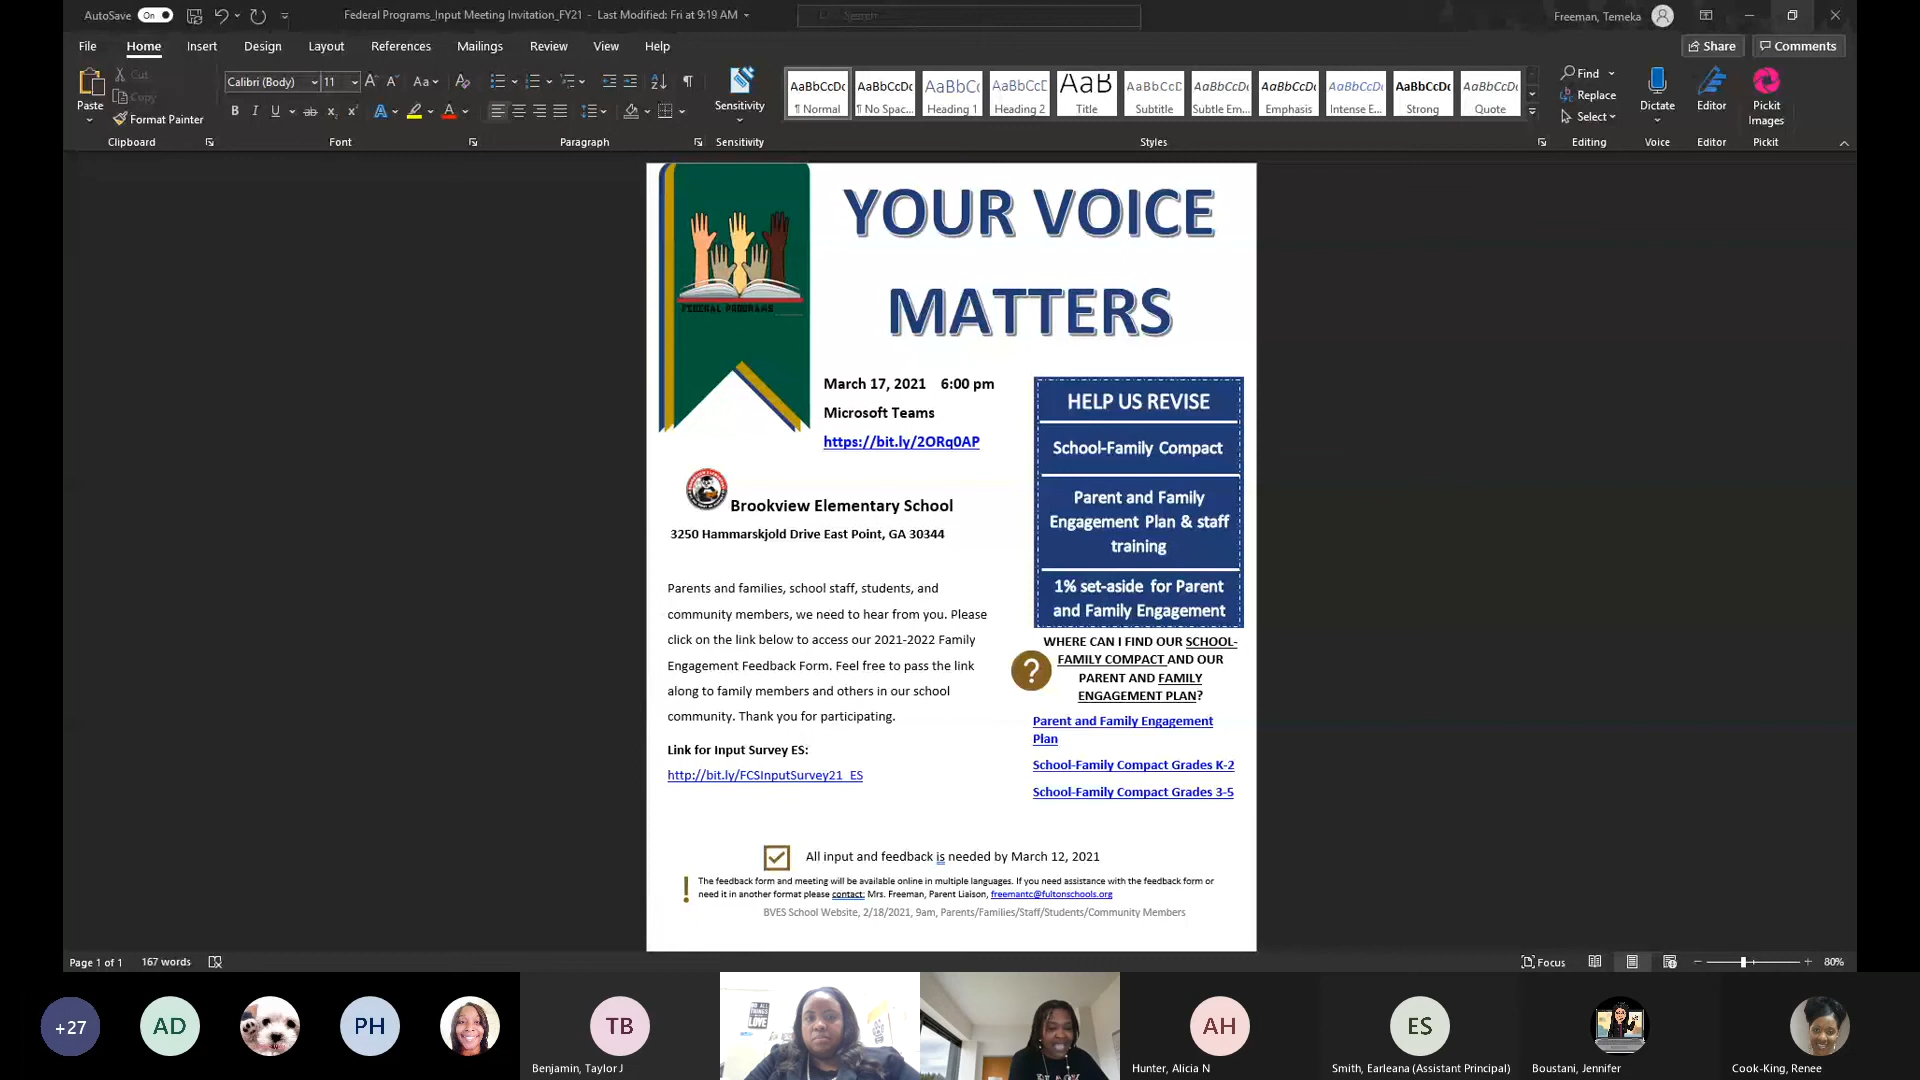 AutoSave On Federal Programs_Input Meeting Invitation_FY21 - Last Modified: Fri at 9:19 AM Search Freeman, Temeka
File Home Insert Design Layout References Mailings Review View Help Share Comments
Paste Cut Copy Format Painter
Calibri (Body) 11
Sensitivity
AaBbCcDc AaBbCcDc AaBbCc AaBbCcD AaB AaBbCcD AaBbCcDc AaBbCcDc AaBbCcDc AaBbCcDc AaBbCcDc
¶ Normal ¶ No Spac... Heading 1 Heading 2 Title Subtitle Subtle Em... Emphasis Intense E... Strong Quote
Find Replace Select
Dictate Editor Pickit Images
Clipboard Font Paragraph Sensitivity Styles Editing Voice Editor Pickit
YOUR VOICE
MATTERS
FEDERAL PROGRAMS
March 17, 2021 6:00 pm
Microsoft Teams
https://bit.ly/2ORq0AP
Brookview Elementary School
3250 Hammarskjold Drive East Point, GA 30344
Parents and families, school staff, students, and
community members, we need to hear from you. Please
click on the link below to access our 2021-2022 Family
Engagement Feedback Form. Feel free to pass the link
along to family members and others in our school
community. Thank you for participating.
Link for Input Survey ES:
http://bit.ly/FCSInputSurvey21_ES
HELP US REVISE
School-Family Compact
Parent and Family
Engagement Plan & staff
training
1% set-aside for Parent
and Family Engagement
?
WHERE CAN I FIND OUR SCHOOL-
FAMILY COMPACT AND OUR
PARENT AND FAMILY
ENGAGEMENT PLAN?
Parent and Family Engagement
Plan
School-Family Compact Grades K-2
School-Family Compact Grades 3-5
All input and feedback is needed by March 12, 2021
! The feedback form and meeting will be available online in multiple languages. If you need assistance with the feedback form or
need it in another format please contact: Mrs. Freeman, Parent Liaison, freemantc@fultonschools.org
BVES School Website, 2/18/2021, 9am, Parents/Families/Staff/Students/Community Members
Page 1 of 1 167 words Focus 80%
+27 AD PH TB AH ES
Benjamin, Taylor J Hunter, Alicia N Smith, Earleana (Assistant Principal) Boustani, Jennifer Cook-King, Renee